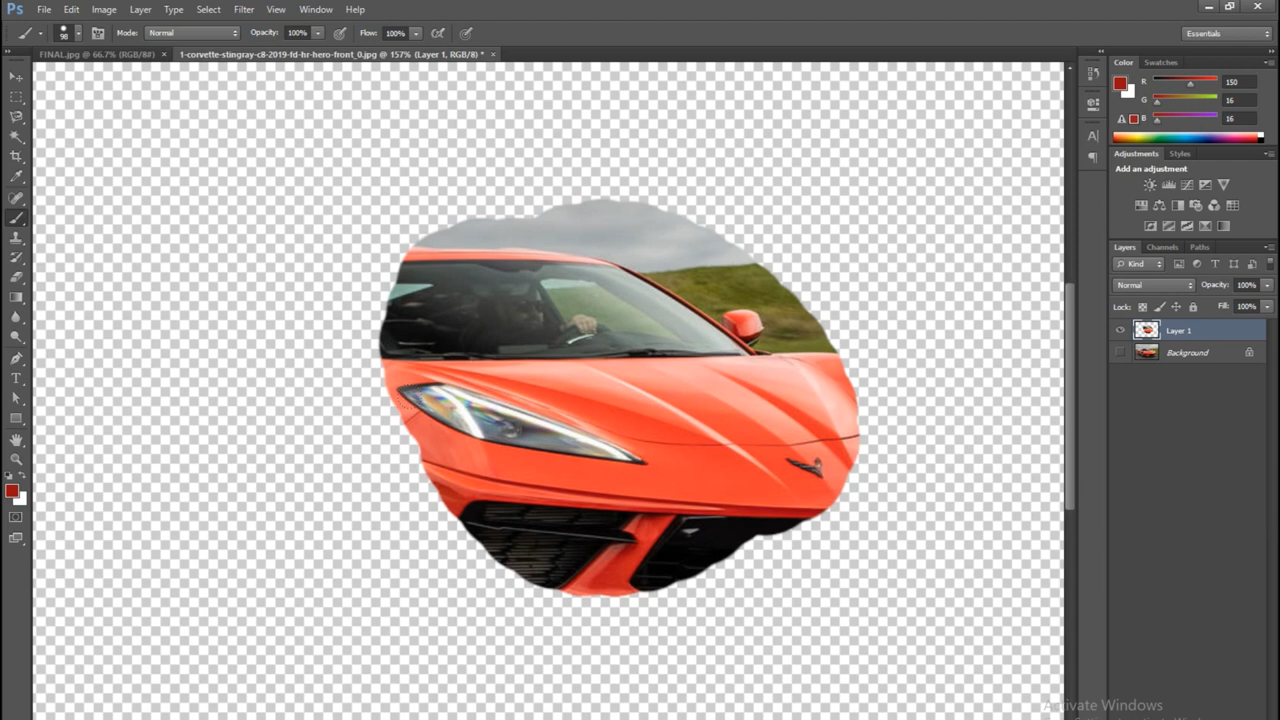 Ps File Edit Image Layer Type Select Filter View Window Help
98 Mode: Normal Opacity: 100% Flow: 100% Essentials
FINAL.jpg @ 66.7% (RGB/8#) × 1-corvette-stingray-c8-2019-fd-hr-hero-front_0.jpg @ 157% (Layer 1, RGB/8) * ×
Color Swatches
R 150
G 16
B 16
Adjustments Styles
Add an adjustment
Layers Channels Paths
Kind
Normal Opacity: 100%
Lock: Fill: 100%
Layer 1
Background
Activate Windows